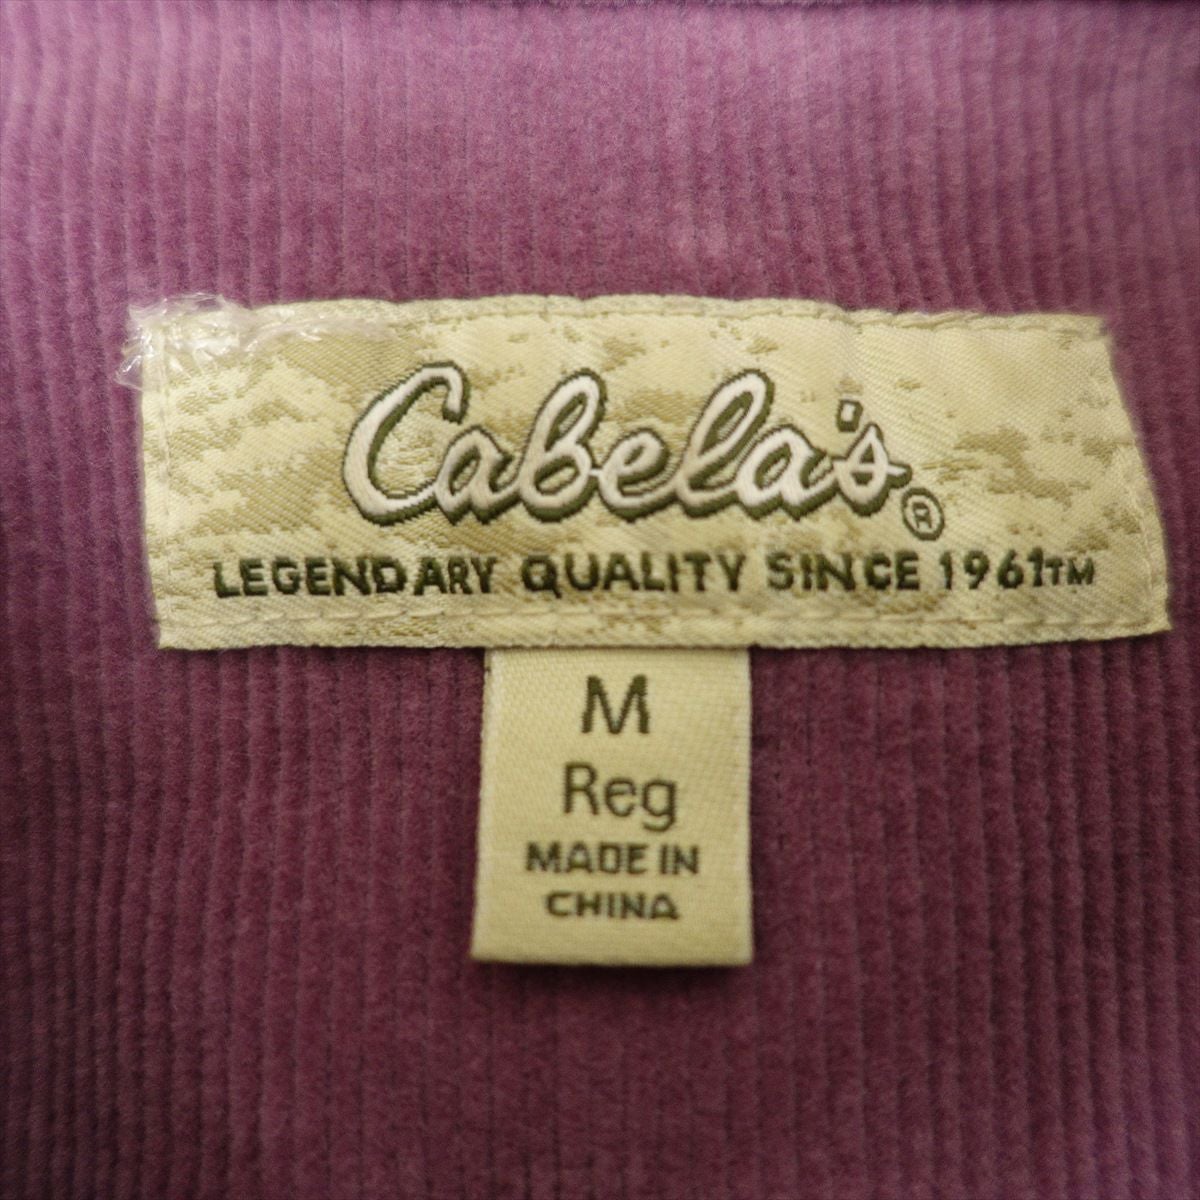 Cabela's®
LEGENDARY QUALITY SINCE 1961™
M
Reg
MADE IN
CHINA